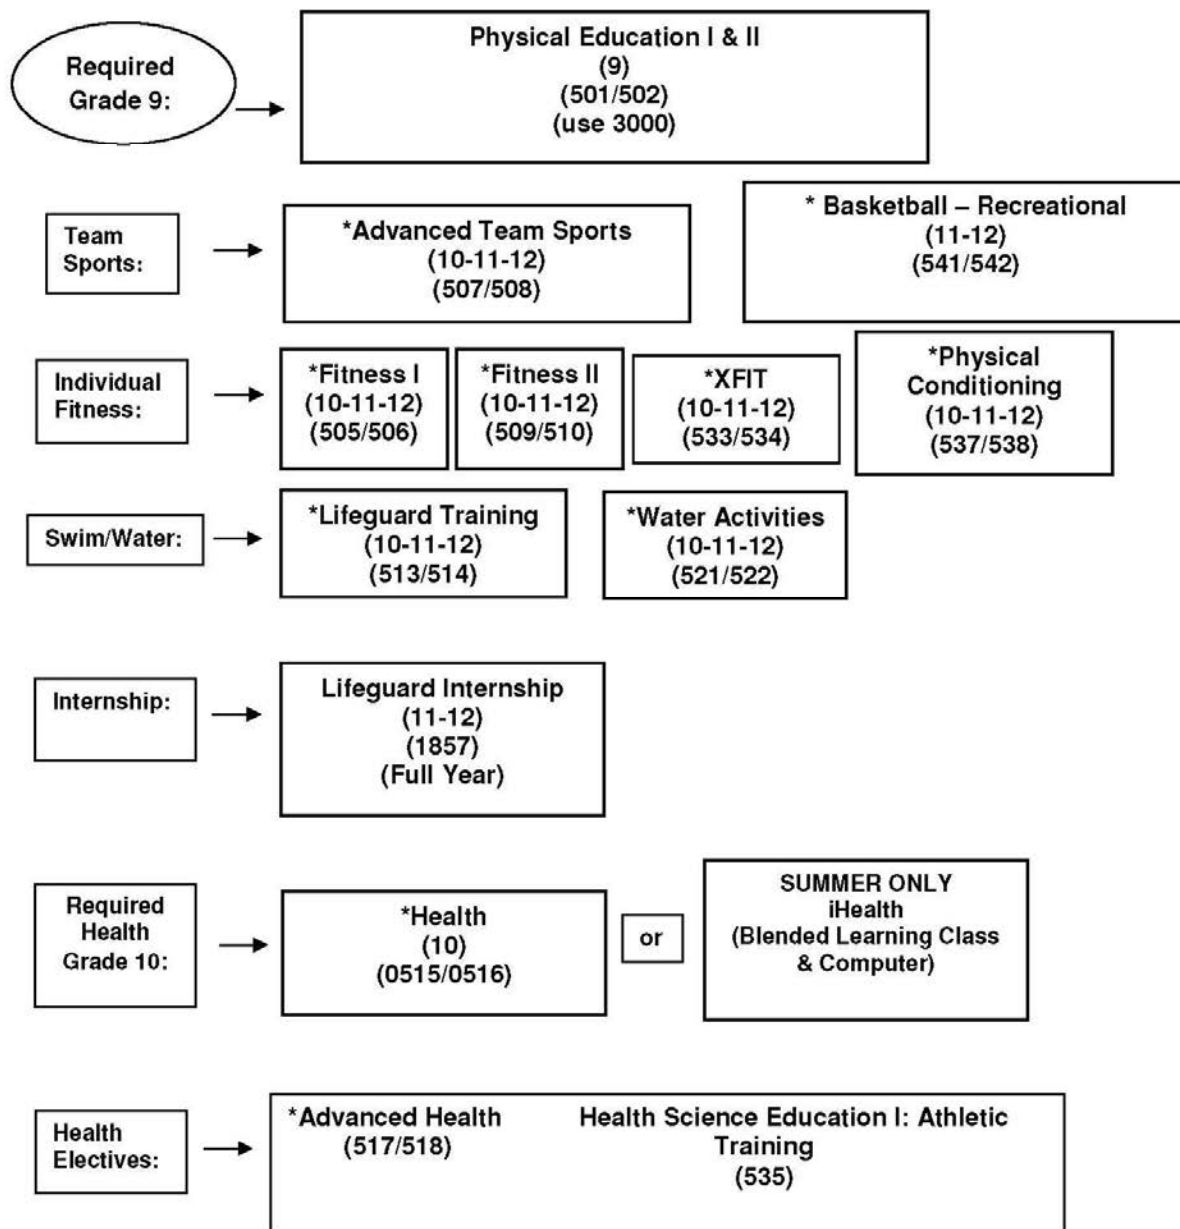 Required
Grade 9:
Physical Education I & II
(9)
(501/502)
(use 3000)
Team
Sports:
*Advanced Team Sports
(10-11-12)
(507/508)
* Basketball – Recreational
(11-12)
(541/542)
Individual
Fitness:
*Fitness I
(10-11-12)
(505/506)
*Fitness II
(10-11-12)
(509/510)
*XFIT
(10-11-12)
(533/534)
*Physical
Conditioning
(10-11-12)
(537/538)
Swim/Water:
*Lifeguard Training
(10-11-12)
(513/514)
*Water Activities
(10-11-12)
(521/522)
Internship:
Lifeguard Internship
(11-12)
(1857)
(Full Year)
Required
Health
Grade 10:
*Health
(10)
(0515/0516)
or
SUMMER ONLY
iHealth
(Blended Learning Class
& Computer)
Health
Electives:
*Advanced Health
(517/518)
Health Science Education I: Athletic
Training
(535)